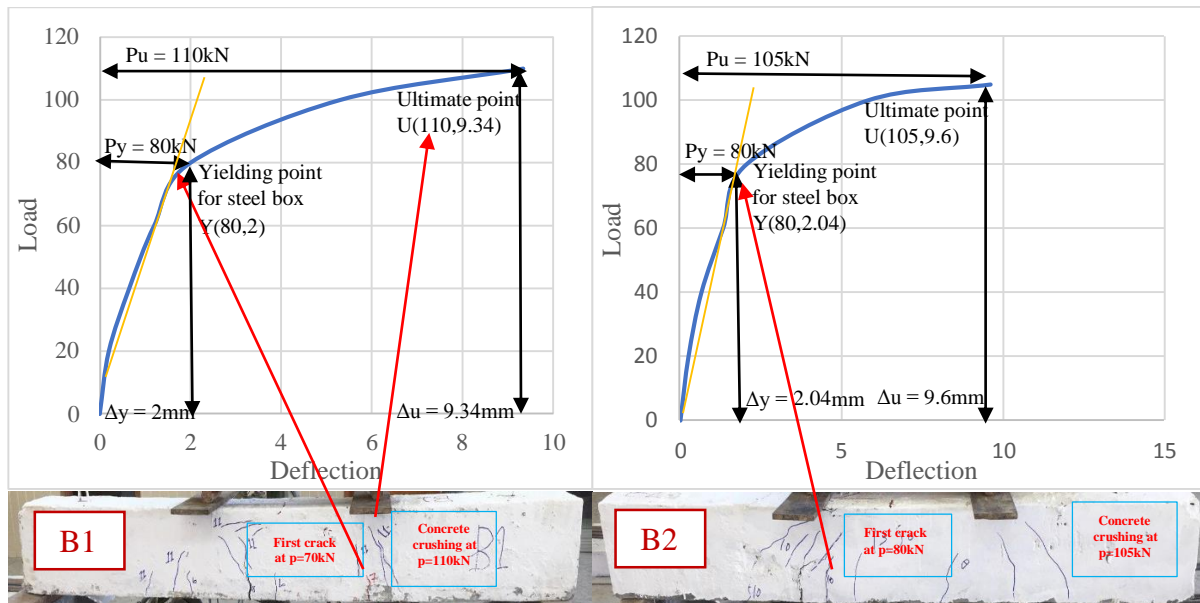 120
Pu = 110kN
100
Ultimate point
U(110,9.34)
Py = 80kN
80
Yielding point
for steel box
Y(80,2)
60
Load
40
20
0
Δy = 2mm
Δu = 9.34mm
0
2
4
6
8
10
Deflection
120
Pu = 105kN
100
Ultimate point
U(105,9.6)
Py = 80kN
80
Yielding point
for steel box
Y(80,2.04)
60
Load
40
20
0
Δy = 2.04mm
Δu = 9.6mm
0
5
10
15
Deflection
B1
First crack
at p=70kN
Concrete
crushing at
p=110kN
B1
B2
First crack
at p=80kN
Concrete
crushing at
p=105kN